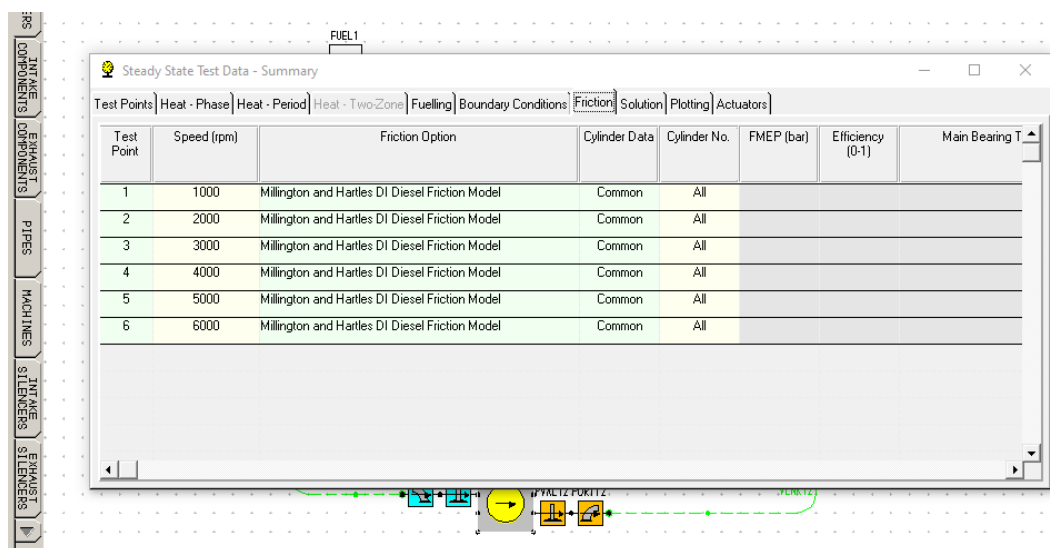 FUEL1
ERS
INTAKE
COMPONENTS
EXHAUST
COMPONENTS
PIPES
MACHINES
INTAKE
SILENCERS
EXHAUST
SILENCERS
Steady State Test Data - Summary
Test Points Heat - Phase Heat - Period Heat - Two-Zone Fuelling Boundary Conditions Friction Solution Plotting Actuators
Test Point Speed (rpm) Friction Option Cylinder Data Cylinder No. FMEP (bar) Efficiency (0-1) Main Bearing T
1 1000 Millington and Hartles DI Diesel Friction Model Common All
2 2000 Millington and Hartles DI Diesel Friction Model Common All
3 3000 Millington and Hartles DI Diesel Friction Model Common All
4 4000 Millington and Hartles DI Diesel Friction Model Common All
5 5000 Millington and Hartles DI Diesel Friction Model Common All
6 6000 Millington and Hartles DI Diesel Friction Model Common All